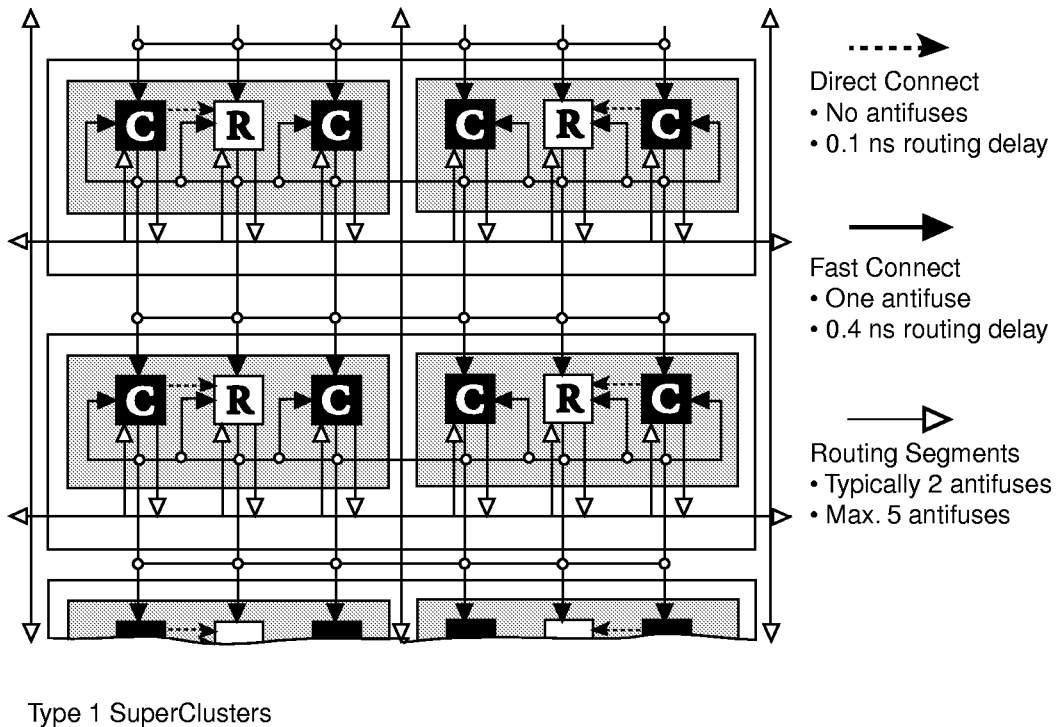 C R C C R C
C R C C R C
Direct Connect
• No antifuses
• 0.1 ns routing delay
Fast Connect
• One antifuse
• 0.4 ns routing delay
Routing Segments
• Typically 2 antifuses
• Max. 5 antifuses
Type 1 SuperClusters